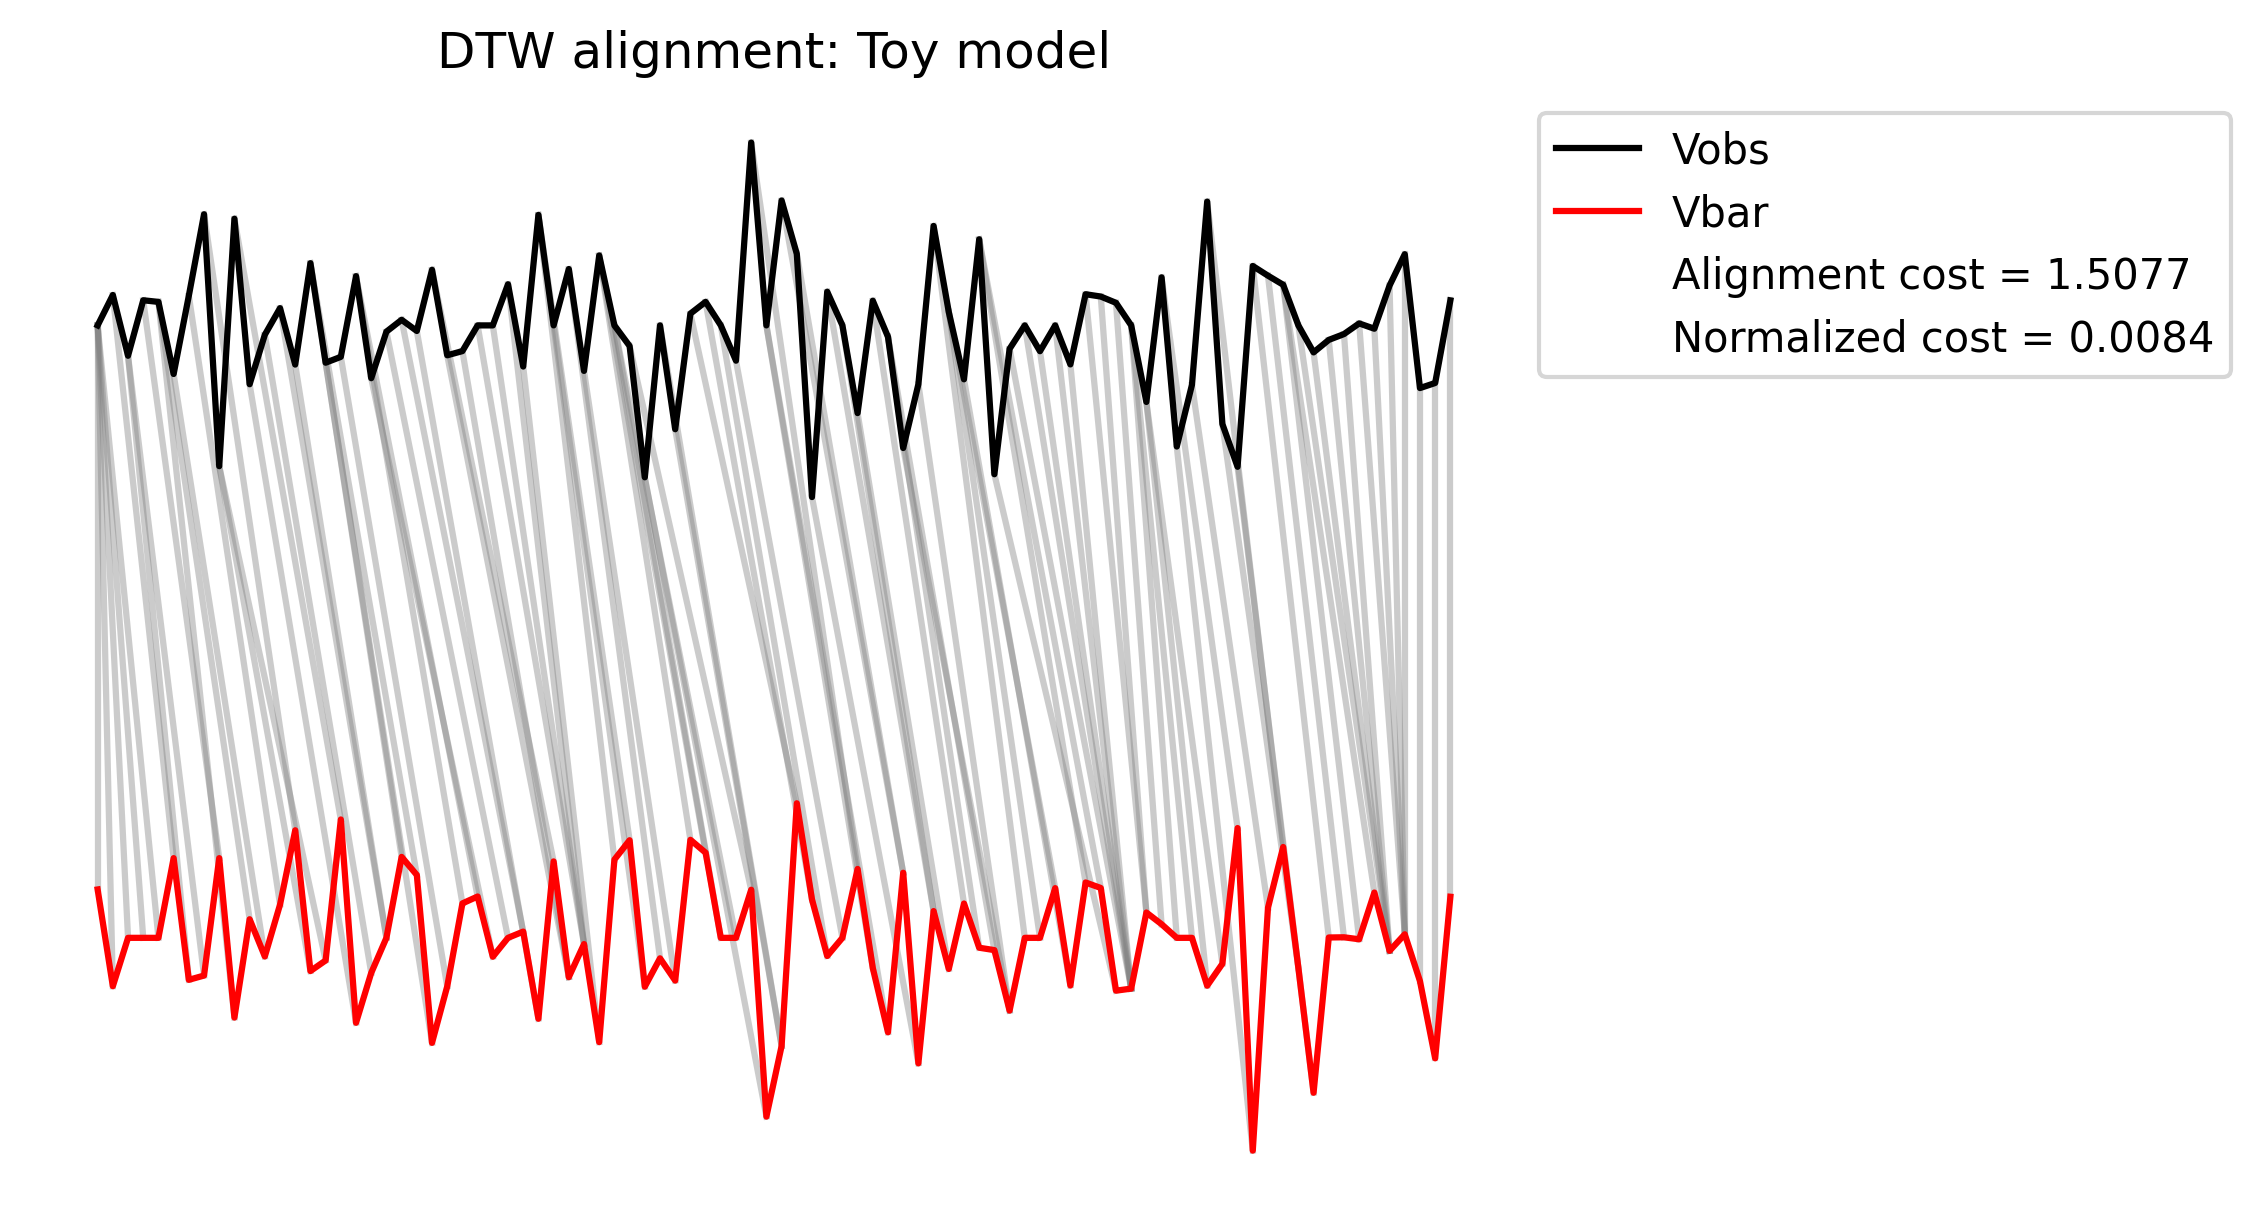 DTW alignment: Toy model
Vobs
Vbar
Alignment cost = 1.5077
Normalized cost = 0.0084